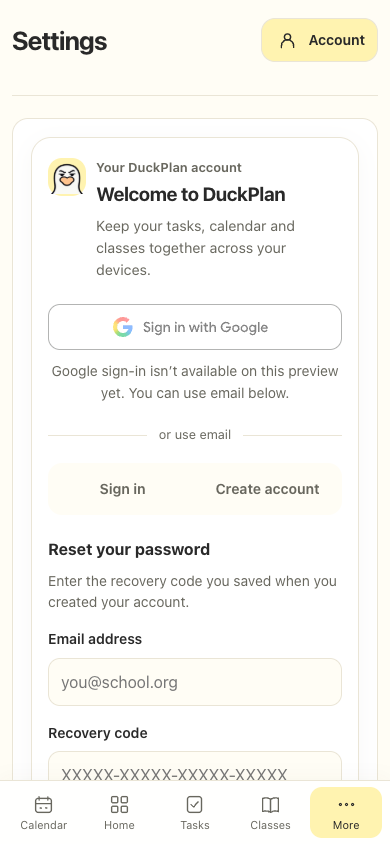 Settings
Account
Your DuckPlan account
Welcome to DuckPlan
Keep your tasks, calendar and
classes together across your
devices.
Sign in with Google
Google sign-in isn’t available on this preview
yet. You can use email below.
or use email
Sign in
Create account
Reset your password
Enter the recovery code you saved when you
created your account.
Email address
you@school.org
Recovery code
XXXXX-XXXXX-XXXXX-XXXXX
Calendar
Home
Tasks
Classes
More